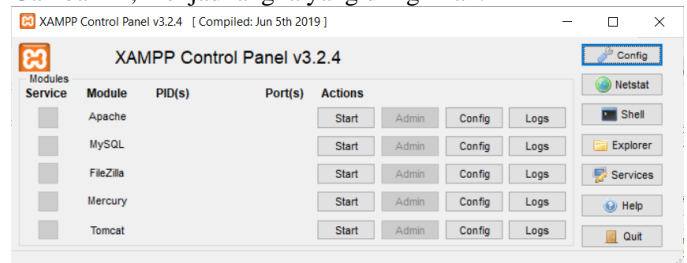 XAMPP Control Panel v3.2.4 [ Compiled: Jun 5th 2019 ]
XAMPP Control Panel v3.2.4
Config
Modules
Service Module PID(s) Port(s) Actions
Netstat
Apache Start Admin Config Logs
Shell
MySQL Start Admin Config Logs
Explorer
FileZilla Start Admin Config Logs
Services
Mercury Start Admin Config Logs
Help
Tomcat Start Admin Config Logs
Quit